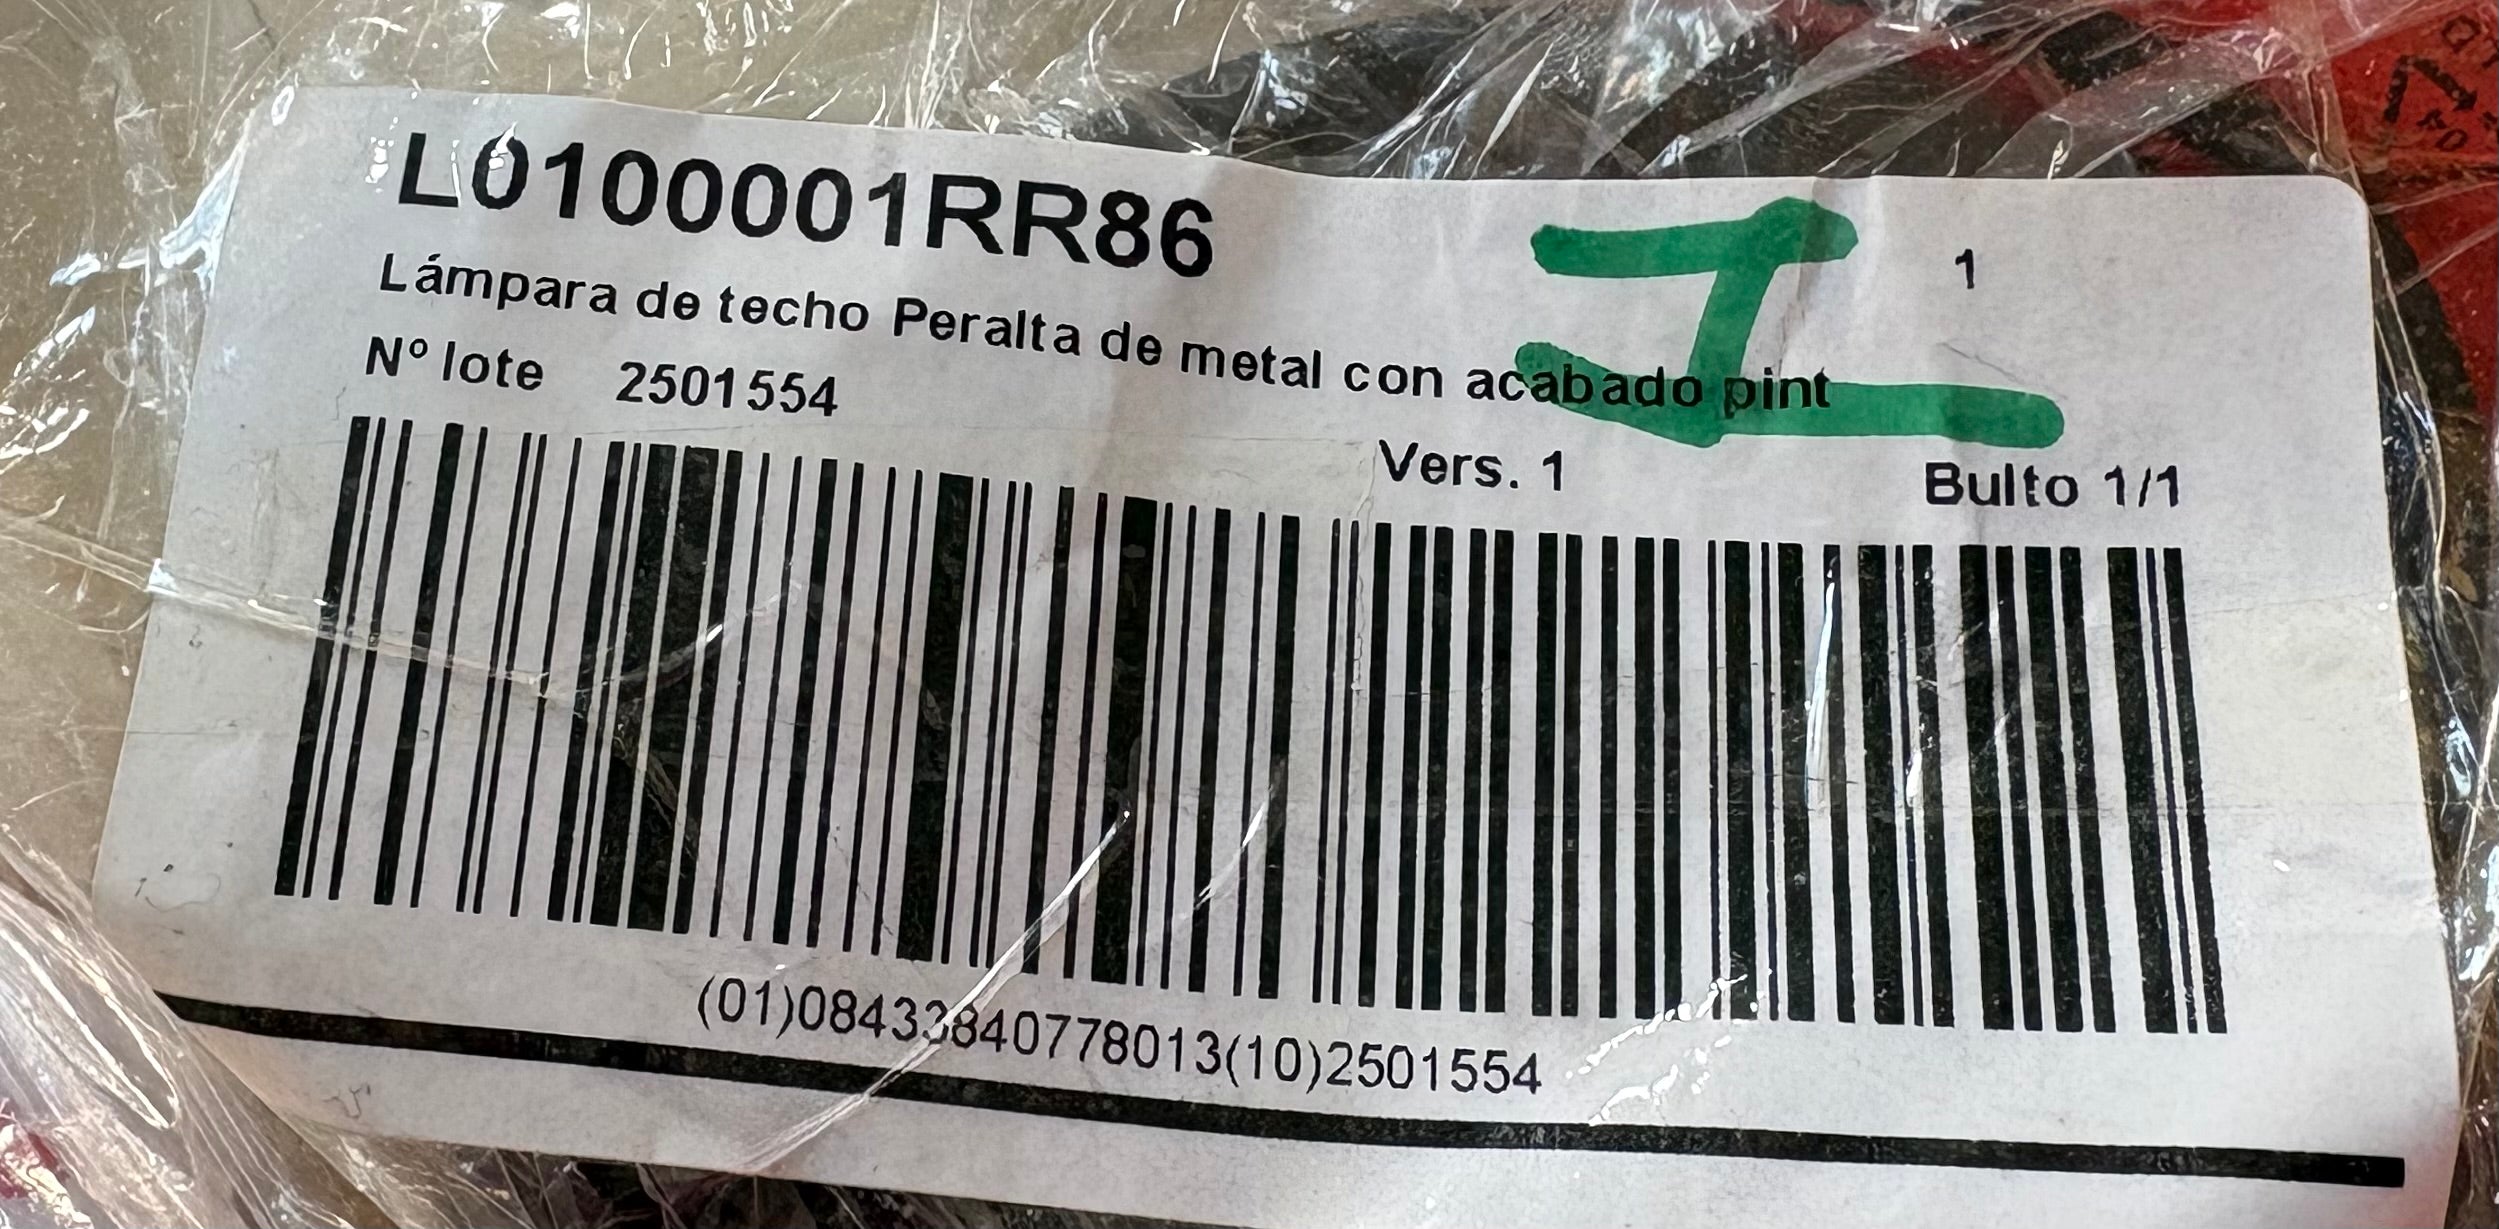 L0100001RR86
1
Lámpara de techo Peralta de metal con acabado pint
Nº lote 2501554
Vers. 1
Bulto 1/1
(01)08433840778013(10)2501554